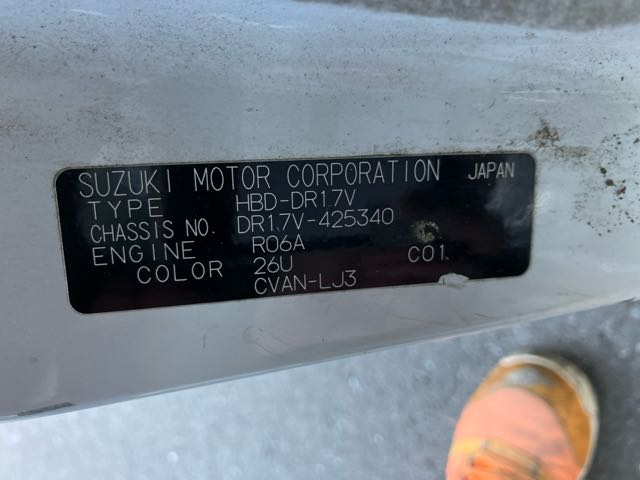 SUZUKI MOTOR CORPORATION JAPAN
TYPE HBD-DR17V
CHASSIS NO. DR17V-425340
ENGINE R06A
COLOR 26U C01
CVAN-LJ3